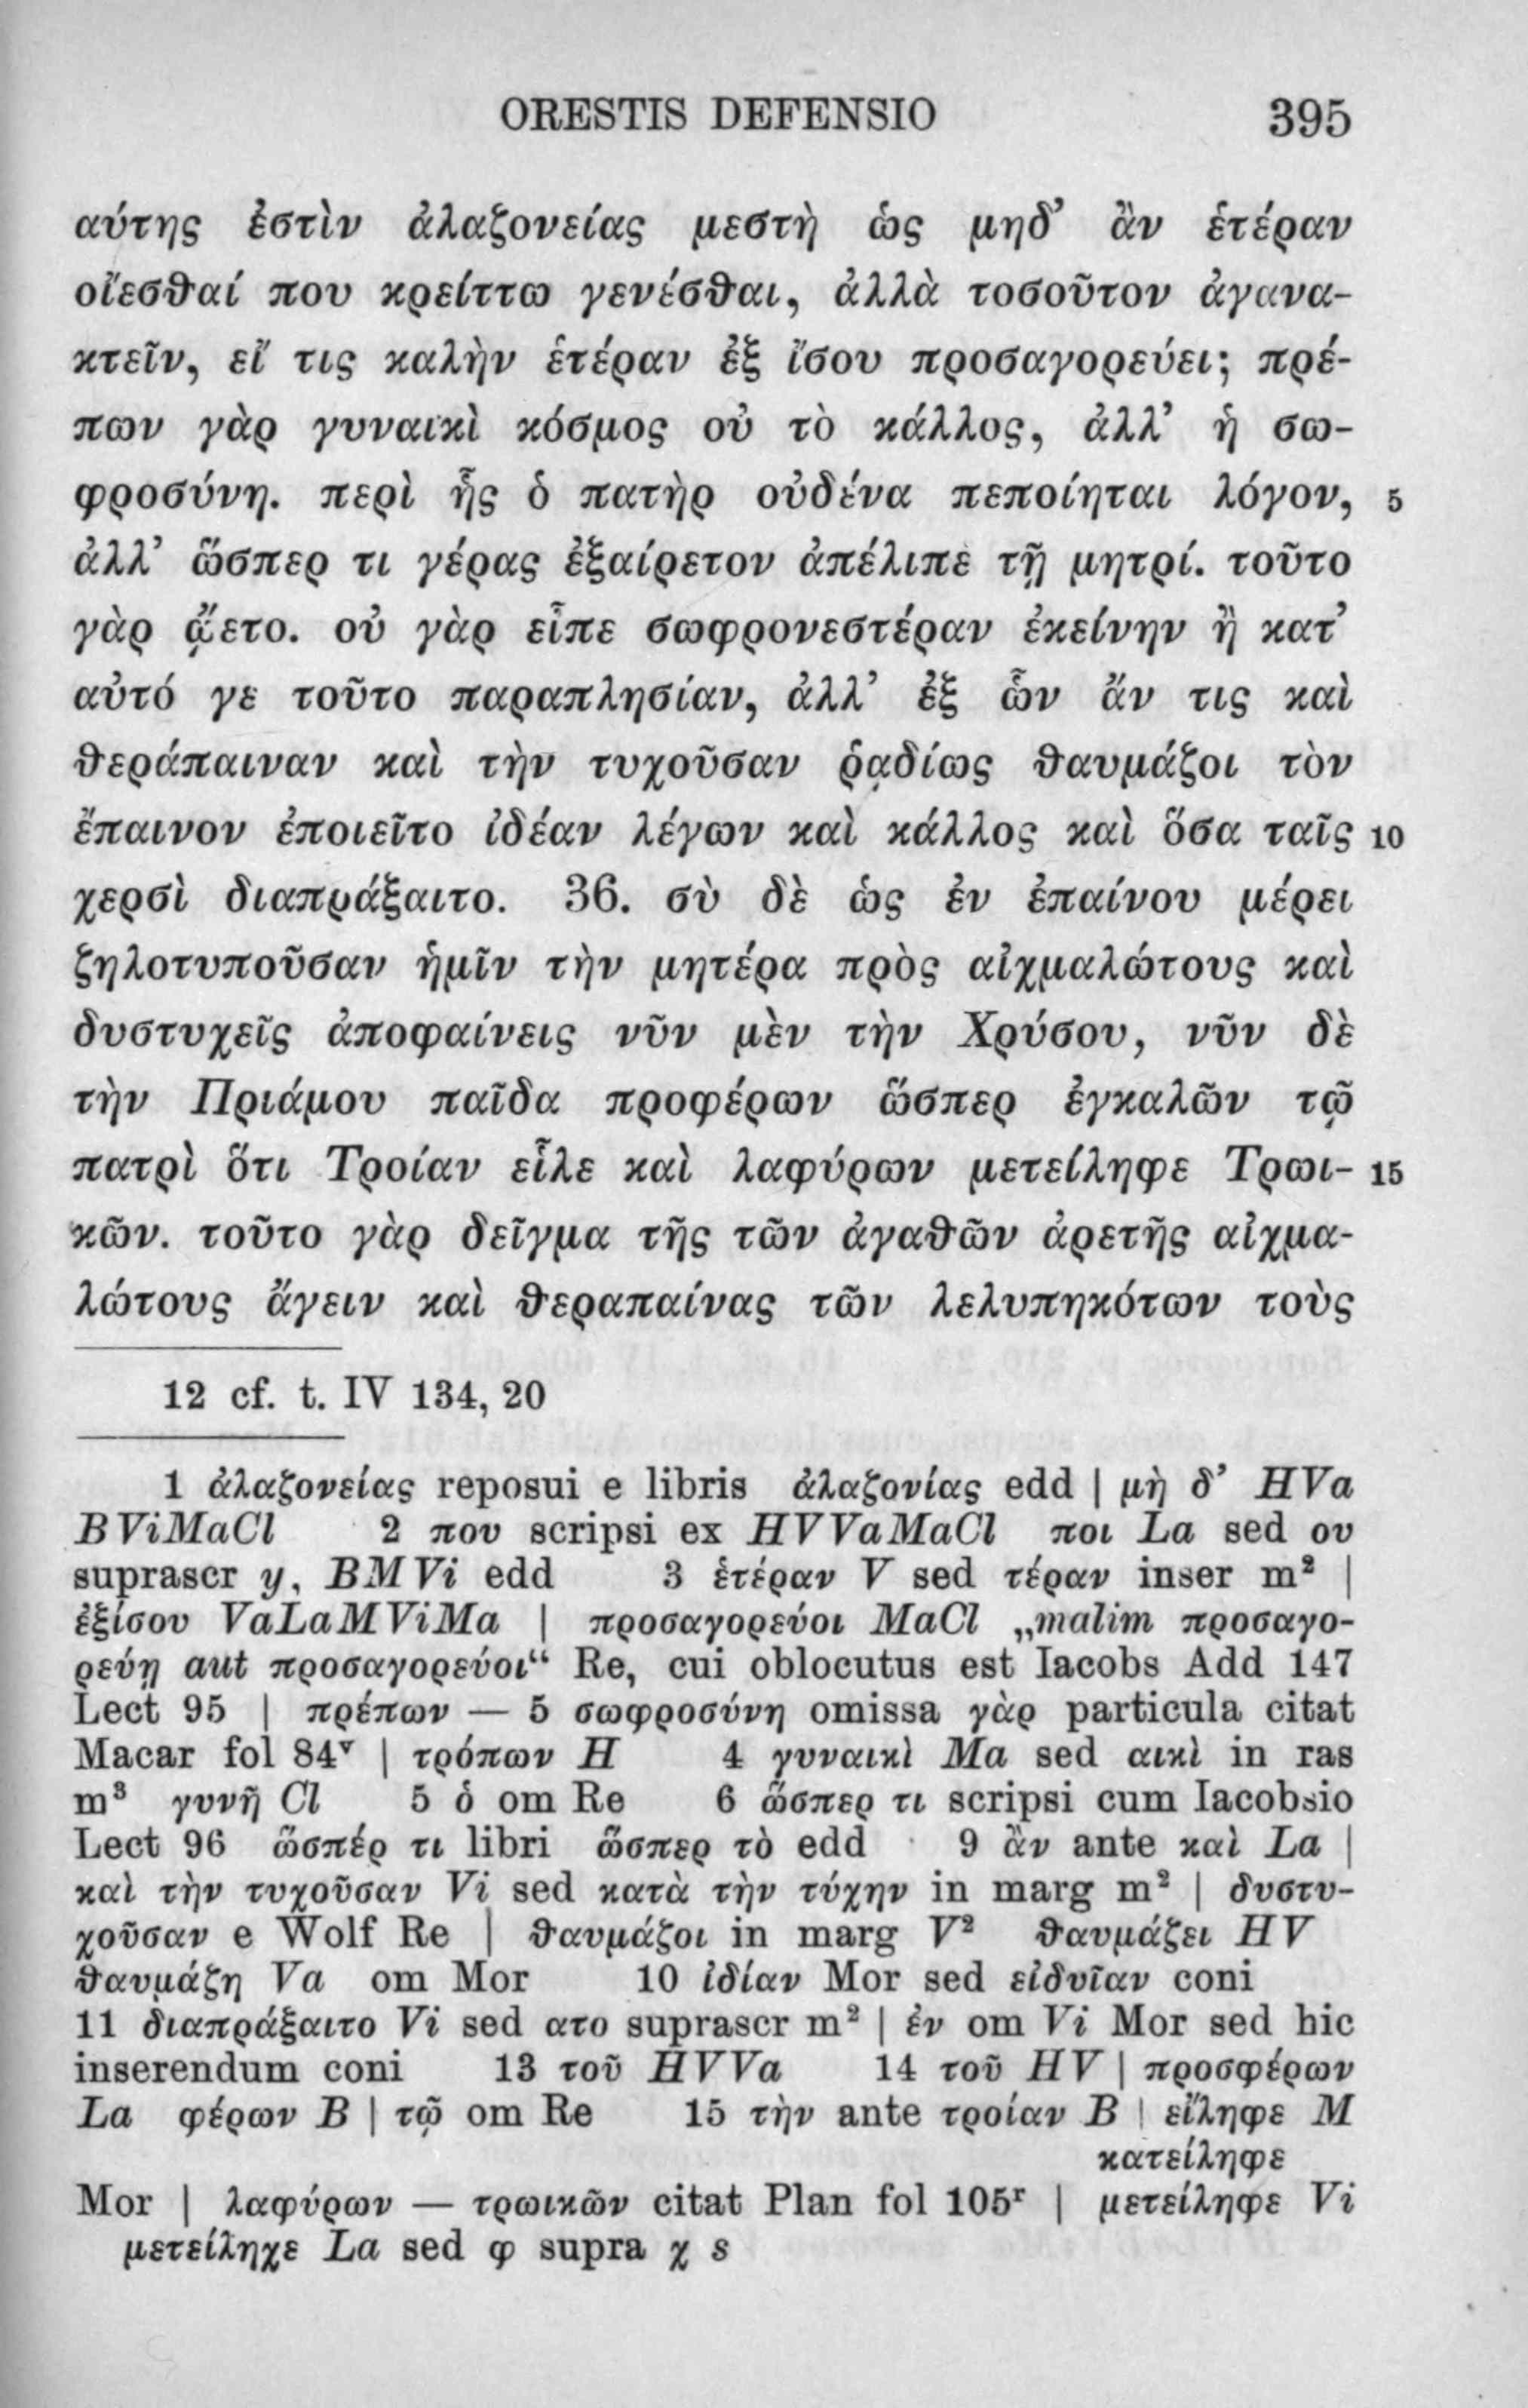 ORESTIS DEFENSIO 395
αύτης ἐστὶν ἀλαζονείας μεστὴ ὡς μηδ’ ἂν ἑτέραν
οἴεσθαί που κρείττω γενέσθαι, ἀλλὰ τοσοῦτον ἀγανα-
κτεῖν, εἴ τις καλὴν ἑτέραν ἐξ ἴσου προσαγορεύει; πρέ-
πων γὰρ γυναικὶ κόσμος οὐ τὸ κάλλος, ἀλλ’ ἡ σω-
φροσύνη. περὶ ἧς ὁ πατὴρ οὐδένα πεποίηται λόγον, 5
ἀλλ’ ὥσπερ τι γέρας ἐξαίρετον ἀπέλιπε τῇ μητρί. τοῦτο
γὰρ ᾤετο. οὐ γὰρ εἶπε σωφρονεστέραν ἐκείνην ἢ κατ’
αὐτό γε τοῦτο παραπλησίαν, ἀλλ’ ἐξ ὧν ἄν τις καὶ
θεράπαιναν καὶ τὴν τυχοῦσαν ῥᾳδίως θαυμάζοι τὸν
ἔπαινον ἐποιεῖτο ἰδέαν λέγων καὶ κάλλος καὶ ὅσα ταῖς 10
χερσὶ διαπράξαιτο. 36. σὺ δὲ ὡς ἐν ἐπαίνου μέρει
ζηλοτυποῦσαν ἡμῖν τὴν μητέρα πρὸς αἰχμαλώτους καὶ
δυστυχεῖς ἀποφαίνεις νῦν μὲν τὴν Χρύσου, νῦν δὲ
τὴν Πριάμου παῖδα προφέρων ὥσπερ ἐγκαλῶν τῷ
πατρὶ ὅτι Τροίαν εἷλε καὶ λαφύρων μετείληφε Τρωι- 15
κῶν. τοῦτο γὰρ δεῖγμα τῆς τῶν ἀγαθῶν ἀρετῆς αἰχμα-
λώτους ἄγειν καὶ θεραπαίνας τῶν λελυπηκότων τοὺς
12 cf. t. IV 134, 20
1 ἀλαζονείας reposui e libris ἀλαζονίας edd | μὴ δ’ HVa
BViMaCl 2 που scripsi ex HVVaMaCl ποι La sed ου
suprascr y, BMVi edd 3 ἑτέραν V sed τέραν inser m² |
ἐξίσου VaLaMViMa | προσαγορεύοι MaCl „malim προσαγο-
ρεύῃ aut προσαγορεύοι“ Re, cui oblocutus est Iacobs Add 147
Lect 95 | πρέπων — 5 σωφροσύνη omissa γὰρ particula citat
Macar fol 84ᵛ | τρόπων H 4 γυναικὶ Ma sed αικὶ in ras
m³ γυνῆ Cl 5 ὁ om Re 6 ὥσπερ τι scripsi cum Iacobsio
Lect 96 ὥσπέρ τι libri ὥσπερ τὸ edd 9 ἂν ante καὶ La |
καὶ τὴν τυχοῦσαν Vi sed κατὰ τὴν τύχην in marg m² | δυστυ-
χοῦσαν e Wolf Re | θαυμάζοι in marg V² θαυμάζει HV
θαυμάζη Va om Mor 10 ἰδίαν Mor sed εἰδυῖαν coni
11 διαπράξαιτο Vi sed ατο suprascr m² | ἐν om Vi Mor sed hic
inserendum coni 13 τοῦ HVVa 14 τοῦ HV | προσφέρων
La φέρων B | τῷ om Re 15 τὴν ante τροίαν B | εἴληφε M
κατείληφε
Mor | λαφύρων — τρωικῶν citat Plan fol 105ʳ | μετείληφε Vi
μετείληχε La sed φ supra χ s